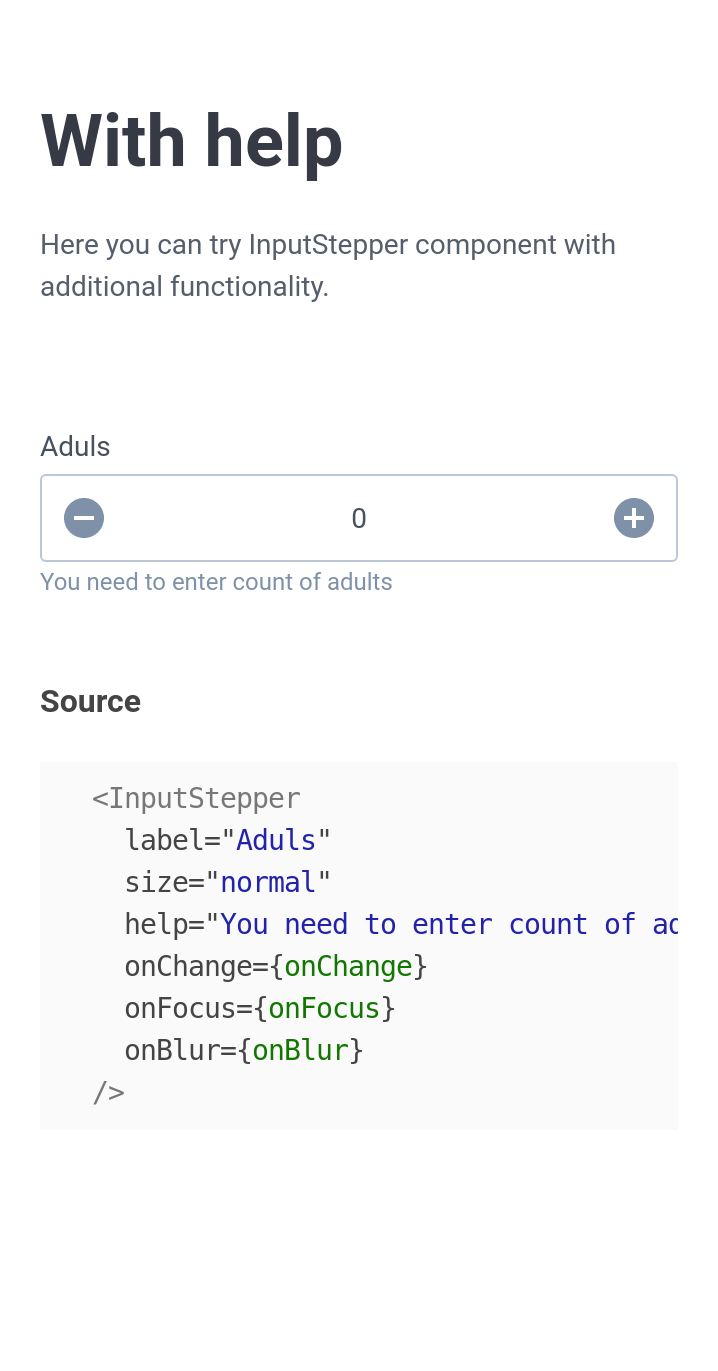 With help
Here you can try InputStepper component with
additional functionality.
Aduls
0
You need to enter count of adults
Source
<InputStepper
label="Aduls"
size="normal"
help="You need to enter count of
onChange={onChange}
onFocus={onFocus}
onBlur={onBlur}
/>